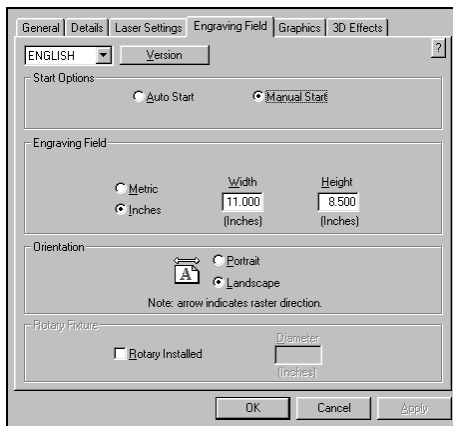 General Details Laser Settings Engraving Field Graphics 3D Effects
ENGLISH Version ?
Start Options
Auto Start Manual Start
Engraving Field
Metric
Inches
Width Height
11.000 8.500
(Inches) (Inches)
Orientation
A
Portrait
Landscape
Note: arrow indicates raster direction.
Rotary Fixture
Rotary Installed
Diameter
(Inches)
OK Cancel Apply